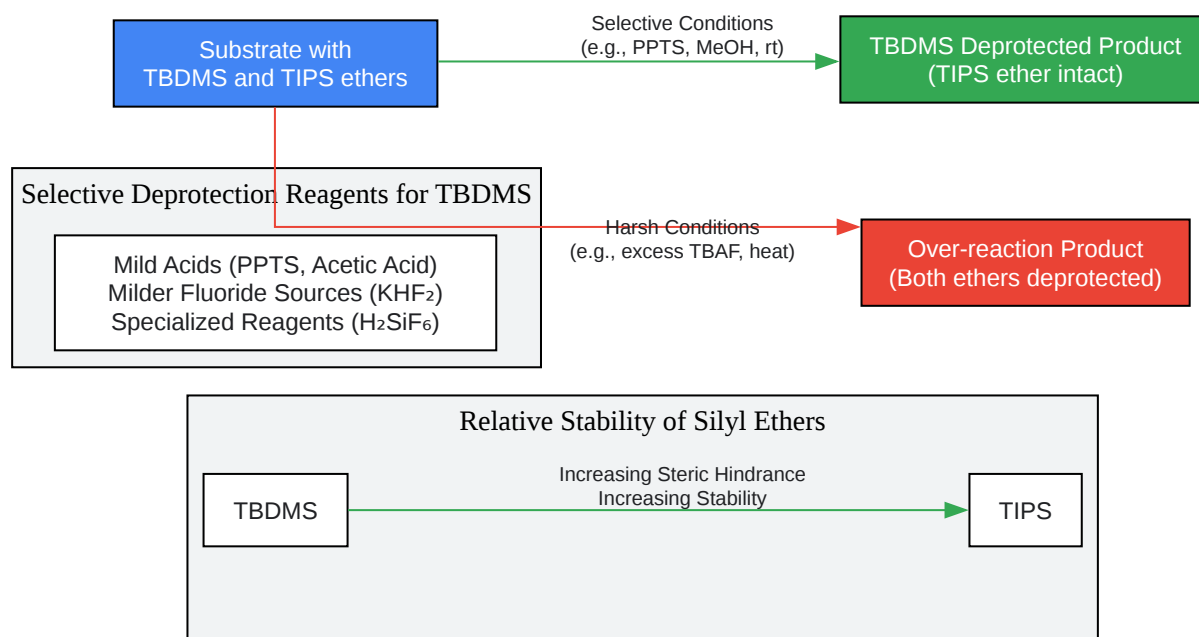 Substrate with
TBDMS and TIPS ethers
Selective Conditions
(e.g., PPTS, MeOH, rt)
TBDMS Deprotected Product
(TIPS ether intact)
Selective Deprotection Reagents for TBDMS
Mild Acids (PPTS, Acetic Acid)
Milder Fluoride Sources (KHF₂)
Specialized Reagents (H₂SiF₆)
Harsh Conditions
(e.g., excess TBAF, heat)
Over-reaction Product
(Both ethers deprotected)
Relative Stability of Silyl Ethers
TBDMS
Increasing Steric Hindrance
Increasing Stability
TIPS